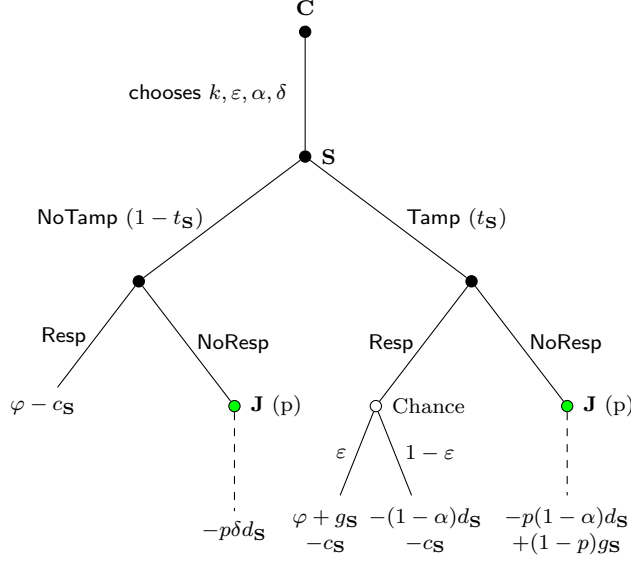 C
chooses k, ε, α, δ
S
NoTamp (1 − t_S)
Tamp (t_S)
Resp
NoResp
Resp
NoResp
φ − c_S
J (p)
Chance
J (p)
ε
1 − ε
−pδd_S
φ + g_S
−c_S
−(1 − α)d_S
−c_S
−p(1 − α)d_S
+(1 − p)g_S